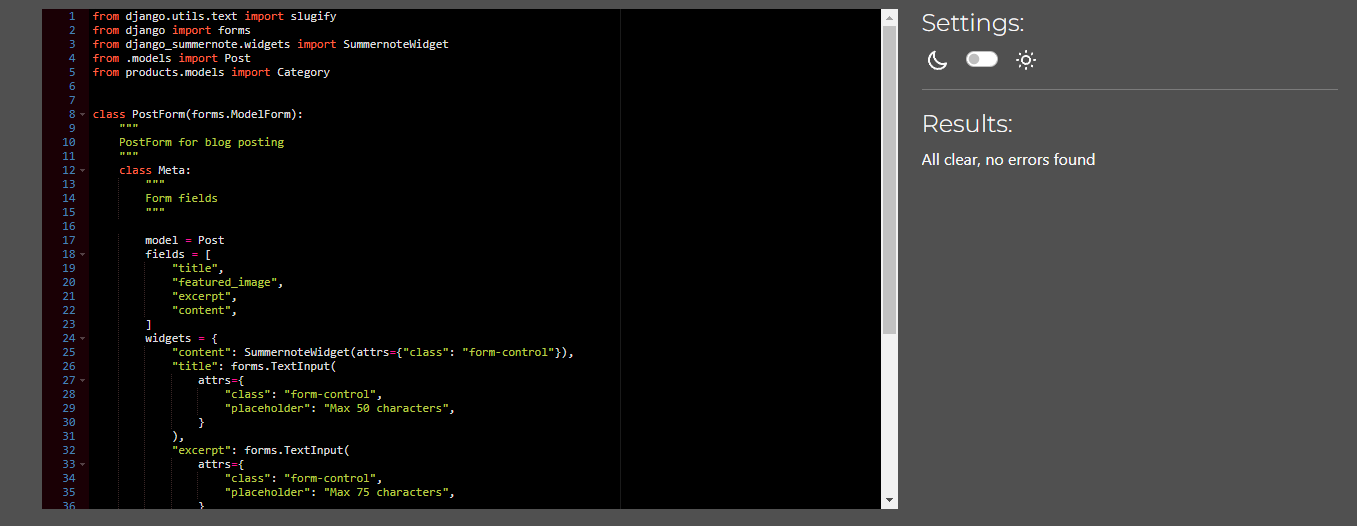 1 from django.utils.text import slugify
2 from django import forms
3 from django_summernote.widgets import SummernoteWidget
4 from .models import Post
5 from products.models import Category
6
7
8 class PostForm(forms.ModelForm):
9     """
10     PostForm for blog posting
11     """
12     class Meta:
13         """
14         Form fields
15         """
16
17         model = Post
18         fields = [
19             "title",
20             "featured_image",
21             "excerpt",
22             "content",
23         ]
24         widgets = {
25             "content": SummernoteWidget(attrs={"class": "form-control"}),
26             "title": forms.TextInput(
27                 attrs={
28                     "class": "form-control",
29                     "placeholder": "Max 50 characters",
30                 }
31             ),
32             "excerpt": forms.TextInput(
33                 attrs={
34                     "class": "form-control",
35                     "placeholder": "Max 75 characters",
36                 }
Settings:
Results:
All clear, no errors found